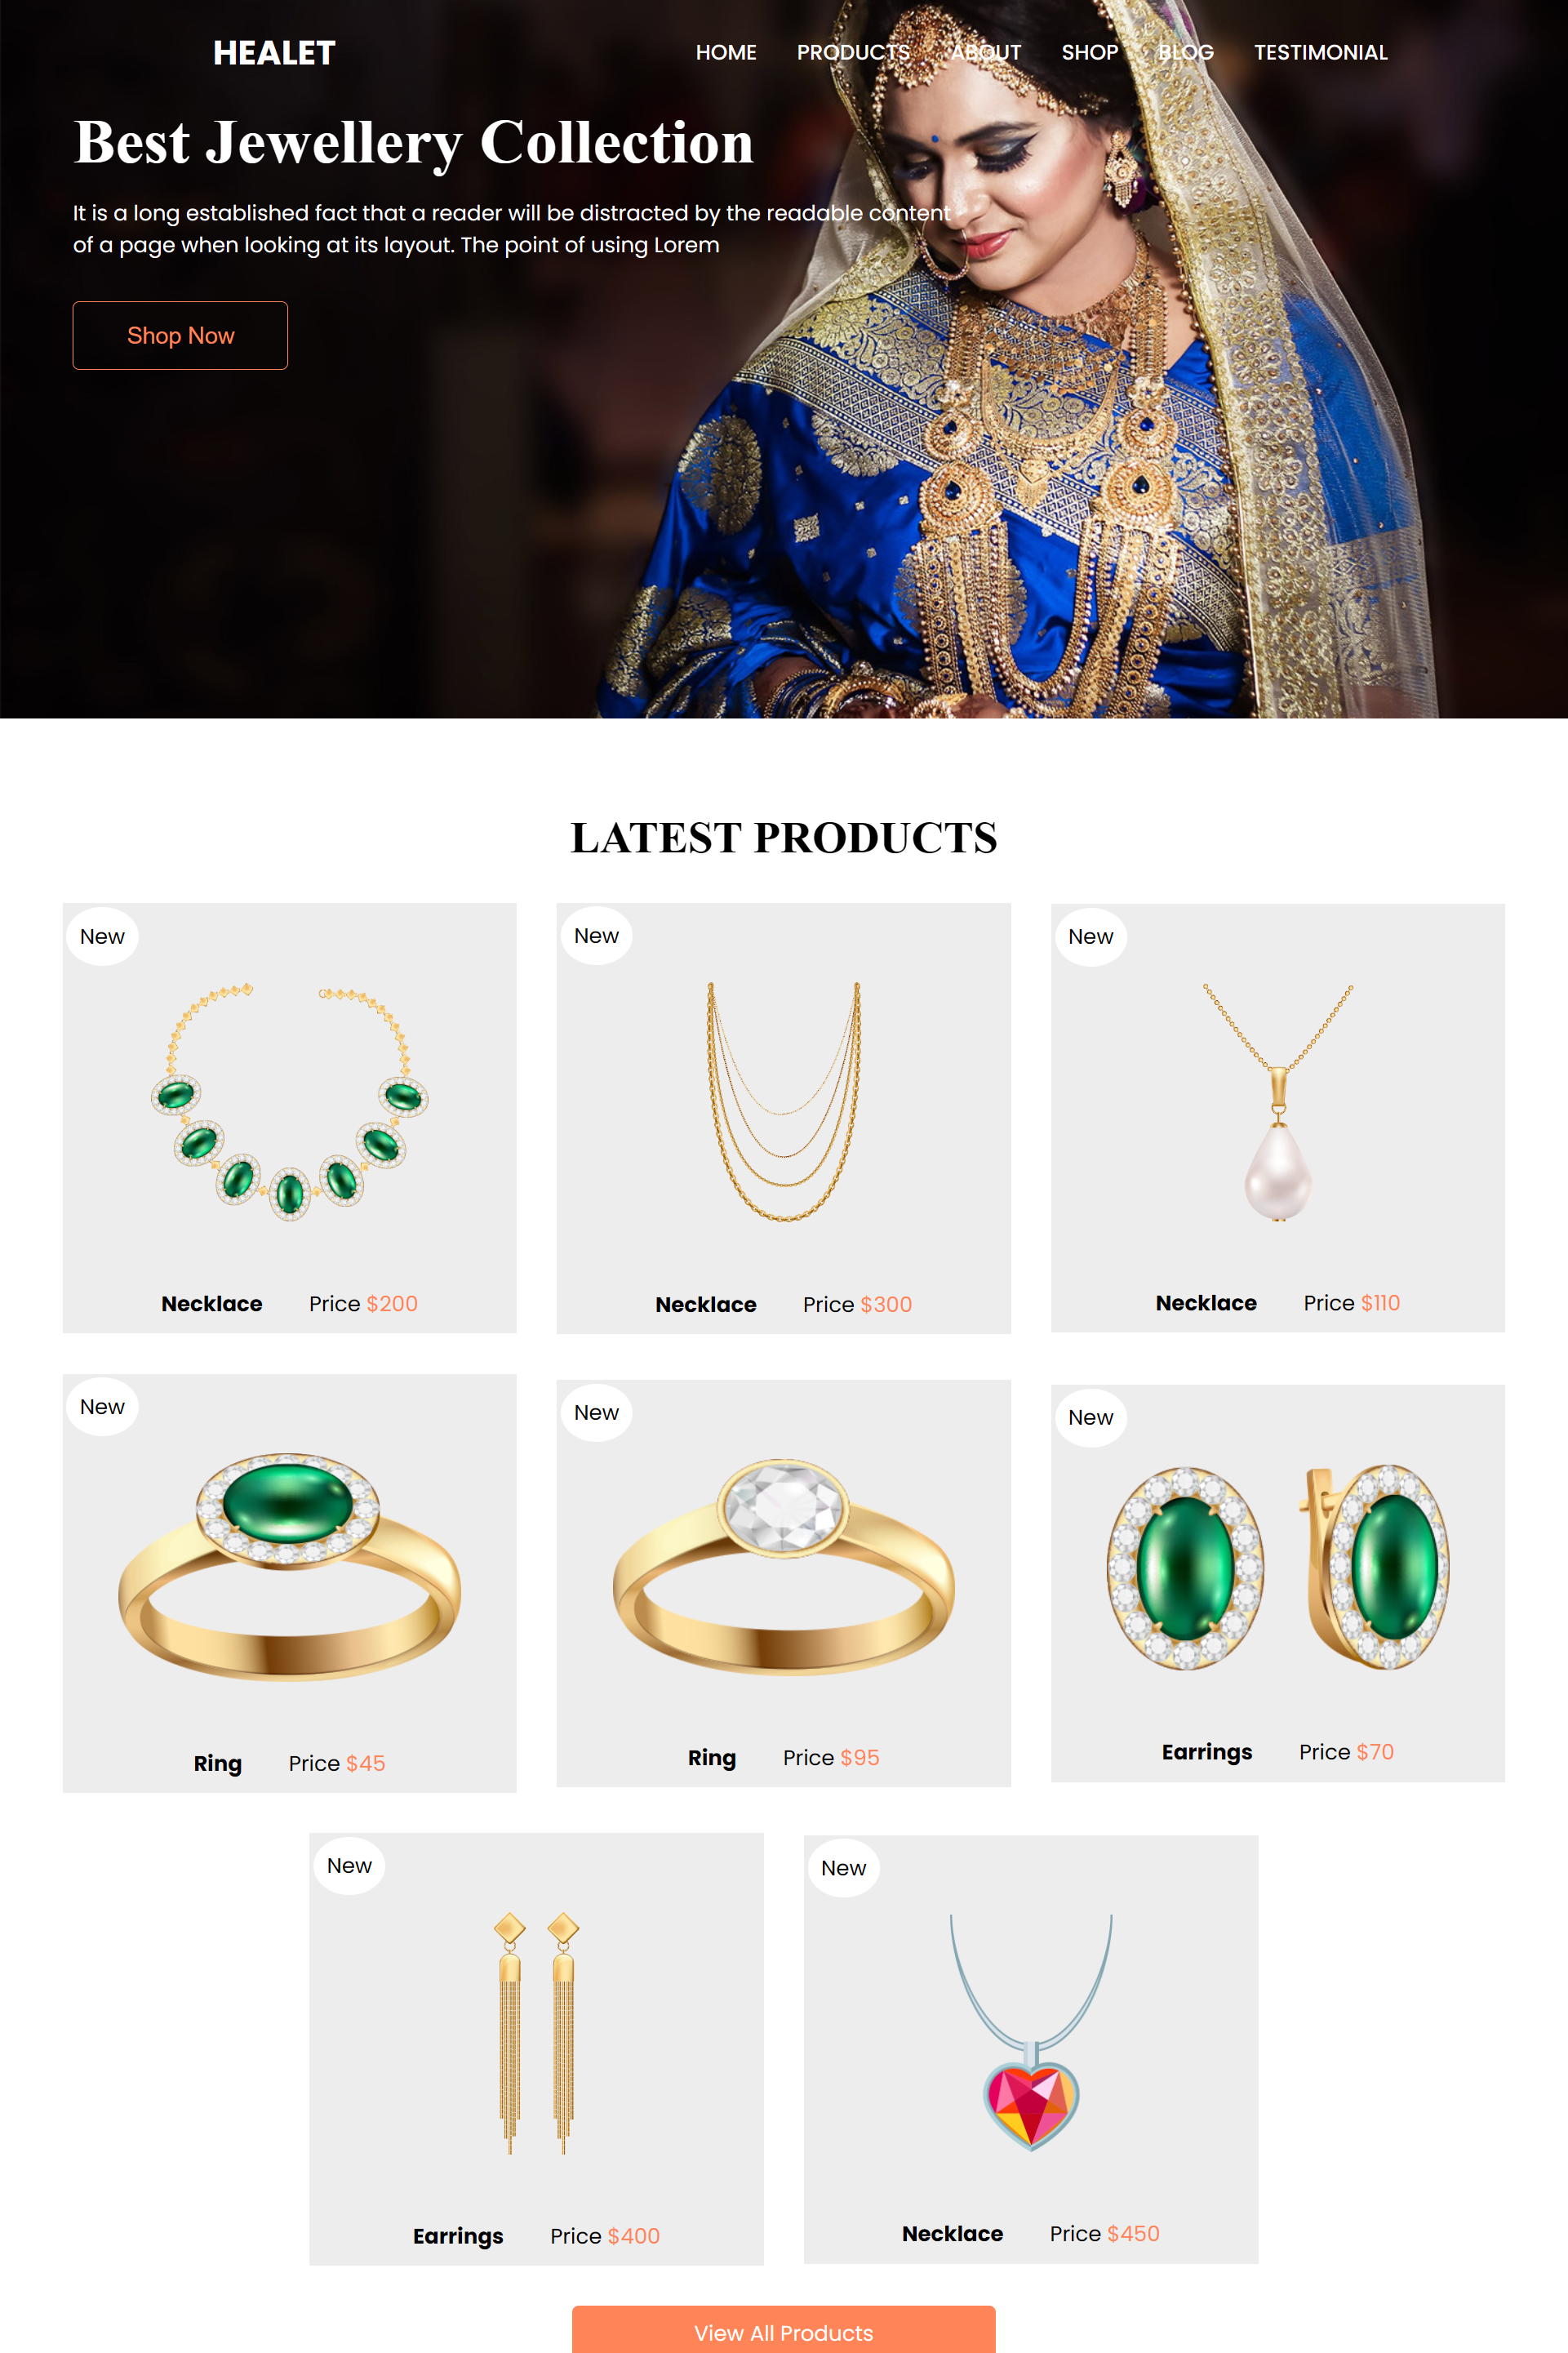 HEALET
HOME PRODUCTS ABOUT SHOP BLOG TESTIMONIAL
Best Jewellery Collection
It is a long established fact that a reader will be distracted by the readable content
of a page when looking at its layout. The point of using Lorem
Shop Now
LATEST PRODUCTS
New
Necklace Price $200
New
Necklace Price $300
New
Necklace Price $110
New
Ring Price $45
New
Ring Price $95
New
Earrings Price $70
New
Earrings Price $400
New
Necklace Price $450
View All Products